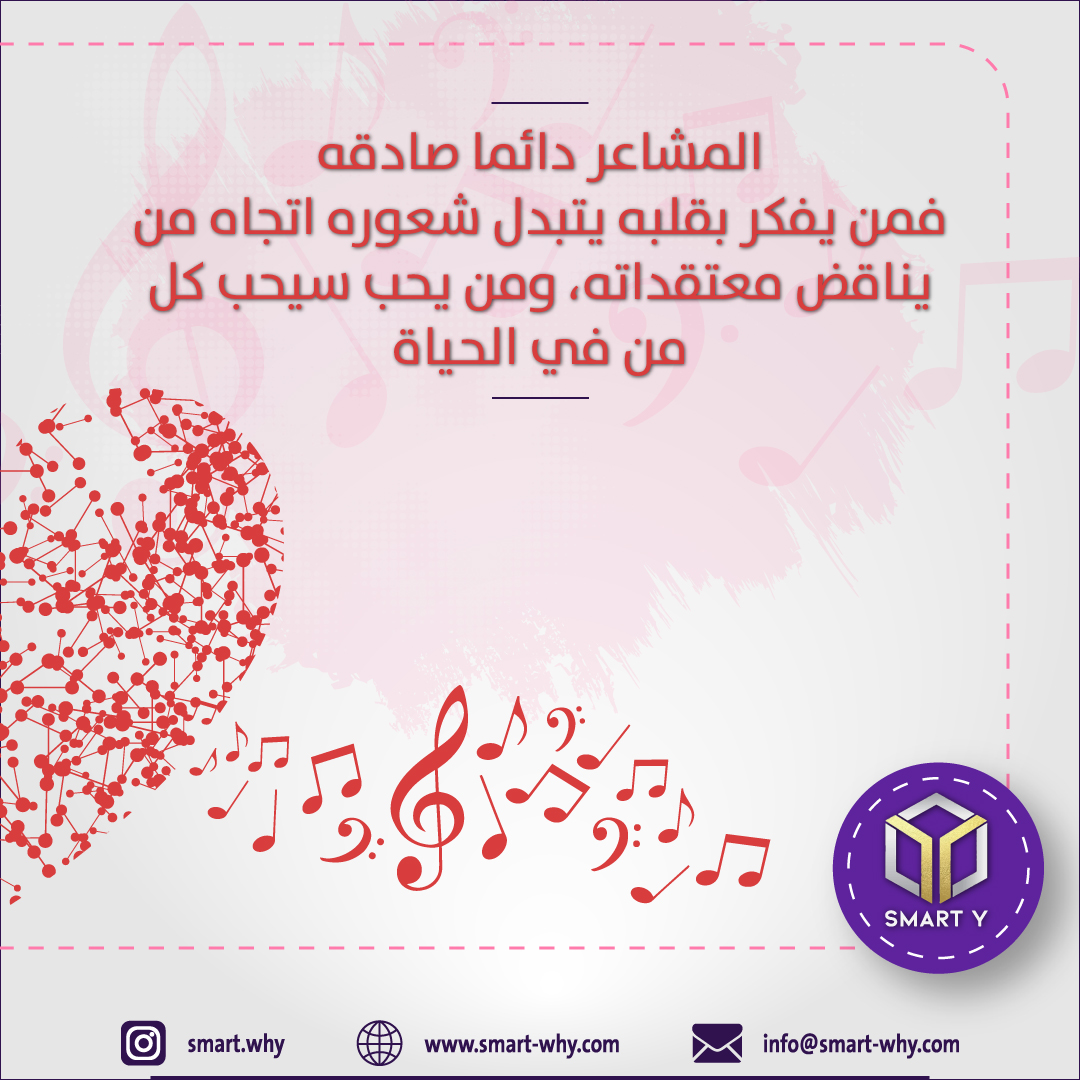 المشاعر دائما صادقه
فمن يفكر بقلبه يتبدل شعوره اتجاه من
يناقض معتقداته، ومن يحب سيحب كل
من في الحياة
SMART Y
smart.why
www.smart-why.com
info@smart-why.com